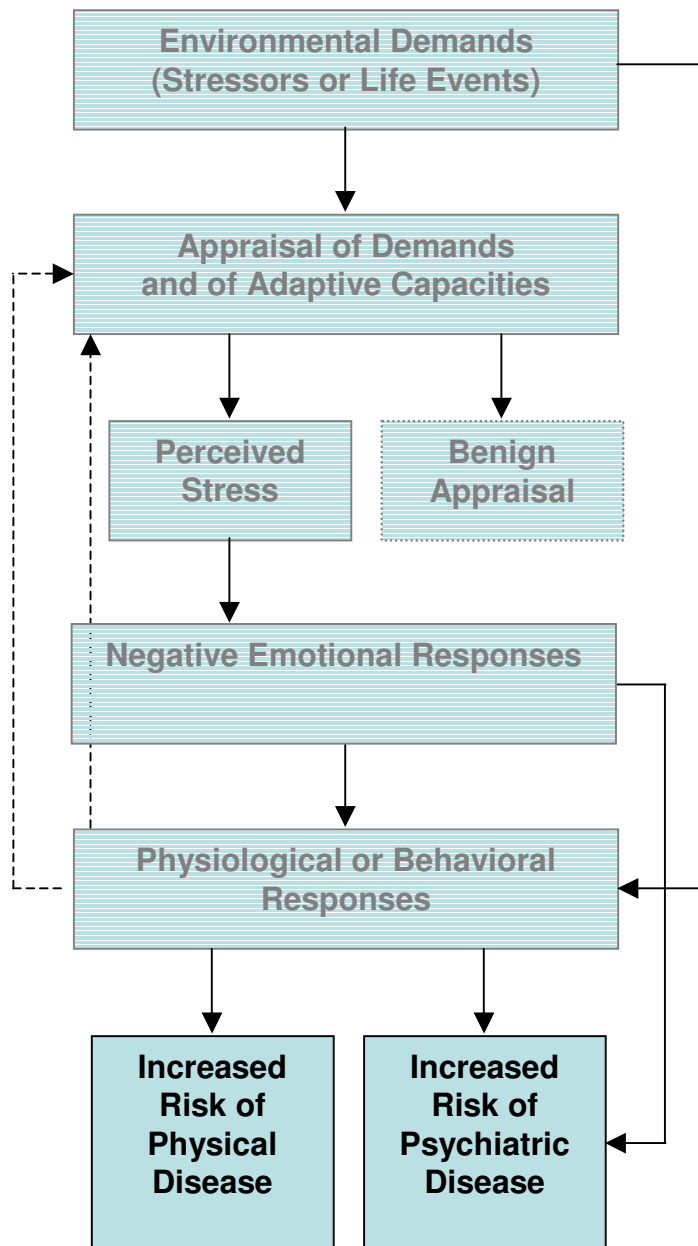 Environmental Demands
(Stressors or Life Events)
Appraisal of Demands
and of Adaptive Capacities
Perceived
Stress
Benign
Appraisal
Negative Emotional Responses
Physiological or Behavioral
Responses
Increased
Risk of
Physical
Disease
Increased
Risk of
Psychiatric
Disease